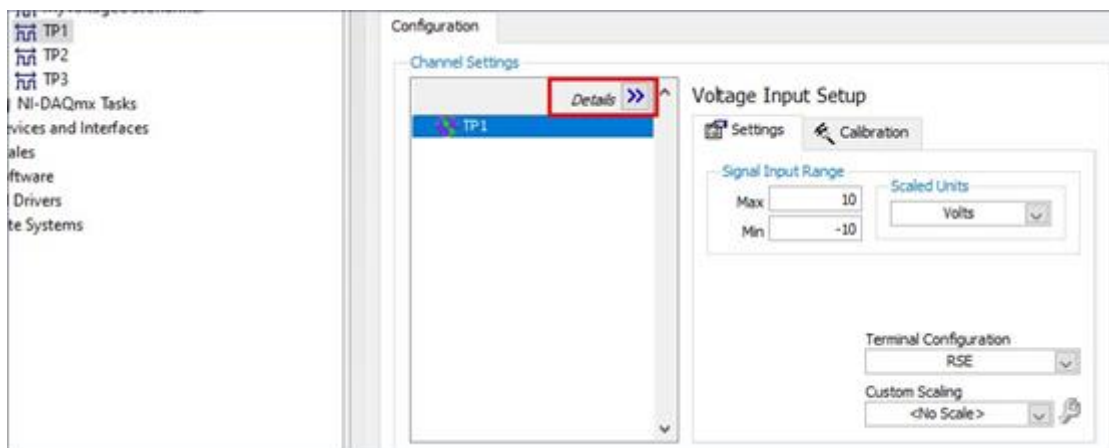 TP1
TP2
TP3
NI-DAQmx Tasks
vices and Interfaces
ales
ftware
Drivers
te Systems
Configuration
Channel Settings
Details
TP1
Voltage Input Setup
Settings
Calibration
Signal Input Range
Max 10
Min -10
Scaled Units
Volts
Terminal Configuration
RSE
Custom Scaling
<No Scale>